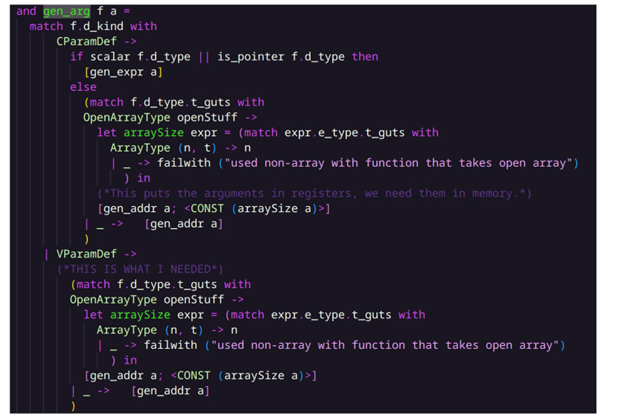 and gen_arg f a =
match f.d_kind with
CParamDef ->
if scalar f.d_type || is_pointer f.d_type then
[gen_expr a]
else
(match f.d_type.t_guts with
OpenArrayType openStuff ->
let arraySize expr = (match expr.e_type.t_guts with
ArrayType (n, t) -> n
| _ -> failwith ("used non-array with function that takes open array")
) in
(*This puts the arguments in registers, we need them in memory.*)
[gen_addr a; <CONST (arraySize a)>]
| _ -> [gen_addr a]
)
| VParamDef ->
(*THIS IS WHAT I NEEDED*)
(match f.d_type.t_guts with
OpenArrayType openStuff ->
let arraySize expr = (match expr.e_type.t_guts with
ArrayType (n, t) -> n
| _ -> failwith ("used non-array with function that takes open array")
) in
[gen_addr a; <CONST (arraySize a)>]
| _ -> [gen_addr a]
)